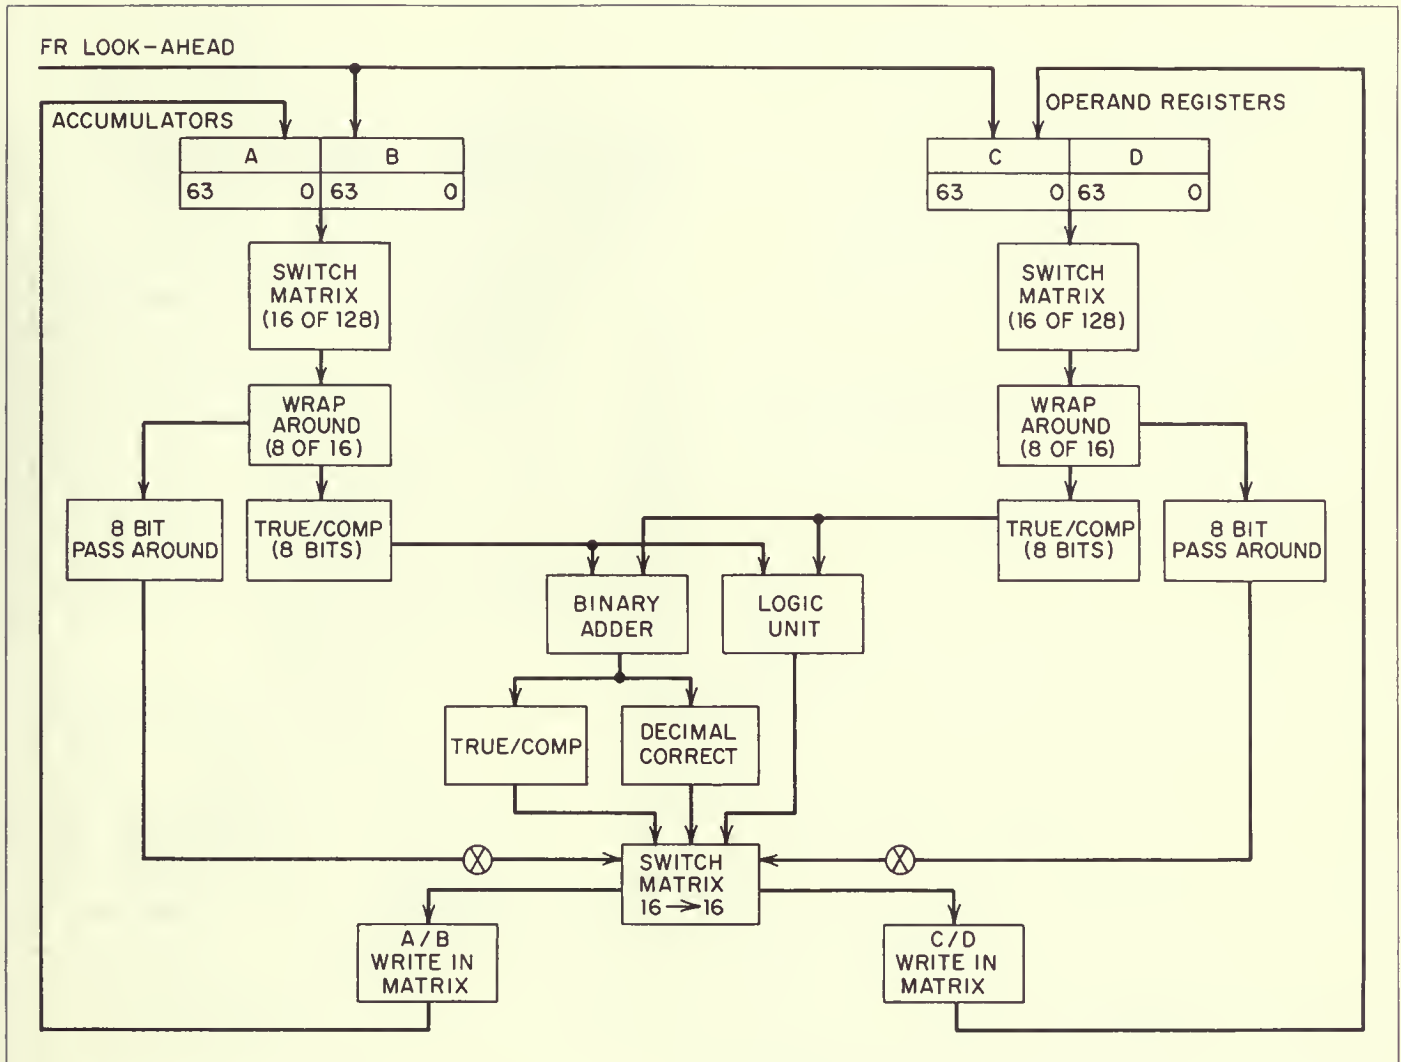 FR LOOK-AHEAD
ACCUMULATORS
OPERAND REGISTERS
A B
63 0 63 0
C D
63 0 63 0
SWITCH
MATRIX
(16 OF 128)
SWITCH
MATRIX
(16 OF 128)
WRAP
AROUND
(8 OF 16)
WRAP
AROUND
(8 OF 16)
8 BIT
PASS AROUND
TRUE/COMP
(8 BITS)
TRUE/COMP
(8 BITS)
8 BIT
PASS AROUND
BINARY
ADDER
LOGIC
UNIT
TRUE/COMP
DECIMAL
CORRECT
X
SWITCH
MATRIX
16→16
X
A/B
WRITE IN
MATRIX
C/D
WRITE IN
MATRIX